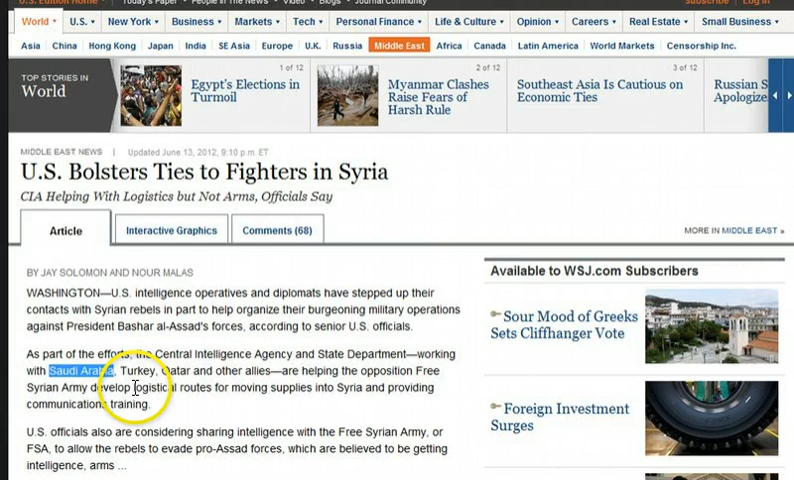 Today's Paper • People In The News • Video • Blog • Journal Community
Subscribe Log In
World U.S. New York Business Markets Tech Personal Finance Life & Culture Opinion Careers Real Estate Small Business
Asia China Hong Kong Japan India SE Asia Europe U.K. Russia Middle East Africa Canada Latin America World Markets Censorship Inc.
TOP STORIES IN
World
1 of 12
Egypt's Elections in
Turmoil
2 of 12
Myanmar Clashes
Raise Fears of
Harsh Rule
3 of 12
Southeast Asia Is Cautious on
Economic Ties
Russian S
Apologize
MIDDLE EAST NEWS | Updated June 13, 2012, 9:10 p.m. ET
U.S. Bolsters Ties to Fighters in Syria
CIA Helping With Logistics but Not Arms, Officials Say
Article Interactive Graphics Comments (68)
MORE IN MIDDLE EAST »
BY JAY SOLOMON AND NOUR MALAS
WASHINGTON—U.S. intelligence operatives and diplomats have stepped up their
contacts with Syrian rebels in part to help organize their burgeoning military operations
against President Bashar al-Assad's forces, according to senior U.S. officials.
As part of the efforts, the Central Intelligence Agency and State Department—working
with Saudi Arabia, Turkey, Qatar and other allies—are helping the opposition Free
Syrian Army develop logistical routes for moving supplies into Syria and providing
communications training.
U.S. officials also are considering sharing intelligence with the Free Syrian Army, or
FSA, to allow the rebels to evade pro-Assad forces, which are believed to be getting
intelligence, arms ...
Available to WSJ.com Subscribers
Sour Mood of Greeks
Sets Cliffhanger Vote
Foreign Investment
Surges